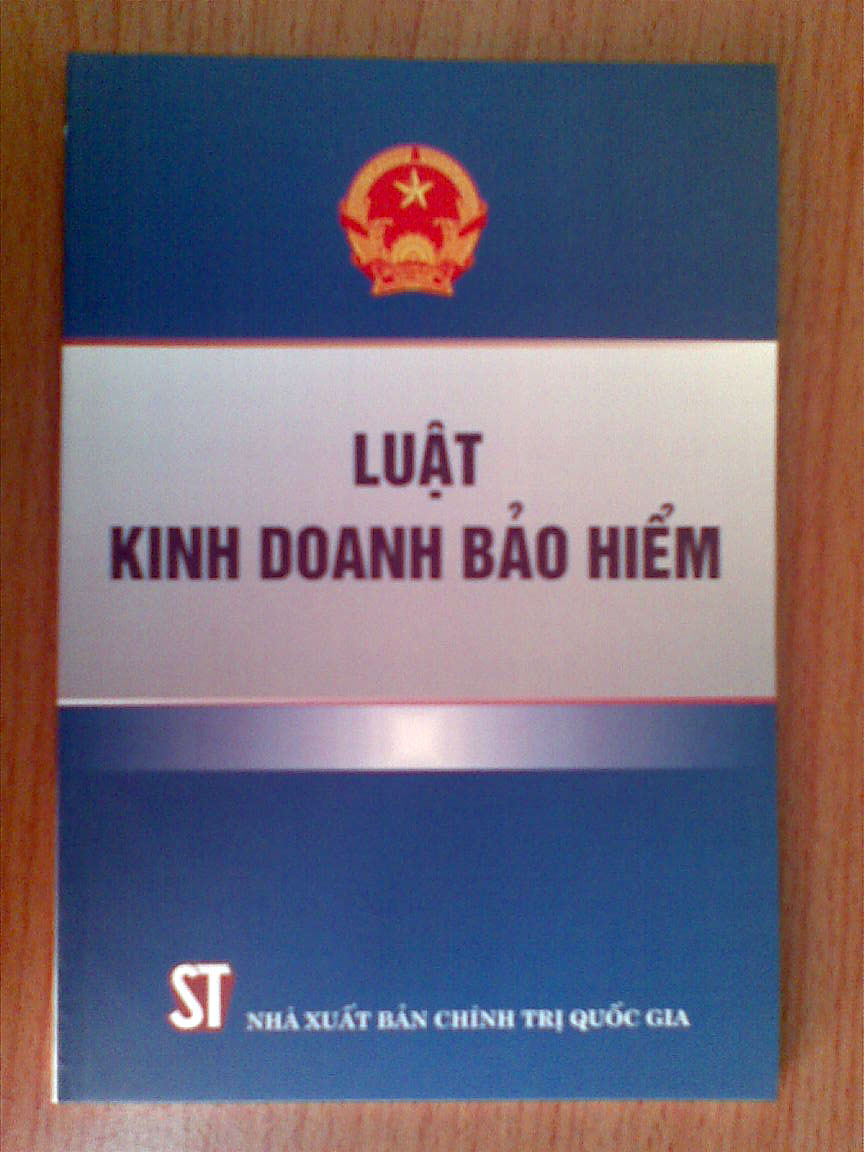 LUẬT
KINH DOANH BẢO HIỂM
ST
NHÀ XUẤT BẢN CHÍNH TRỊ QUỐC GIA